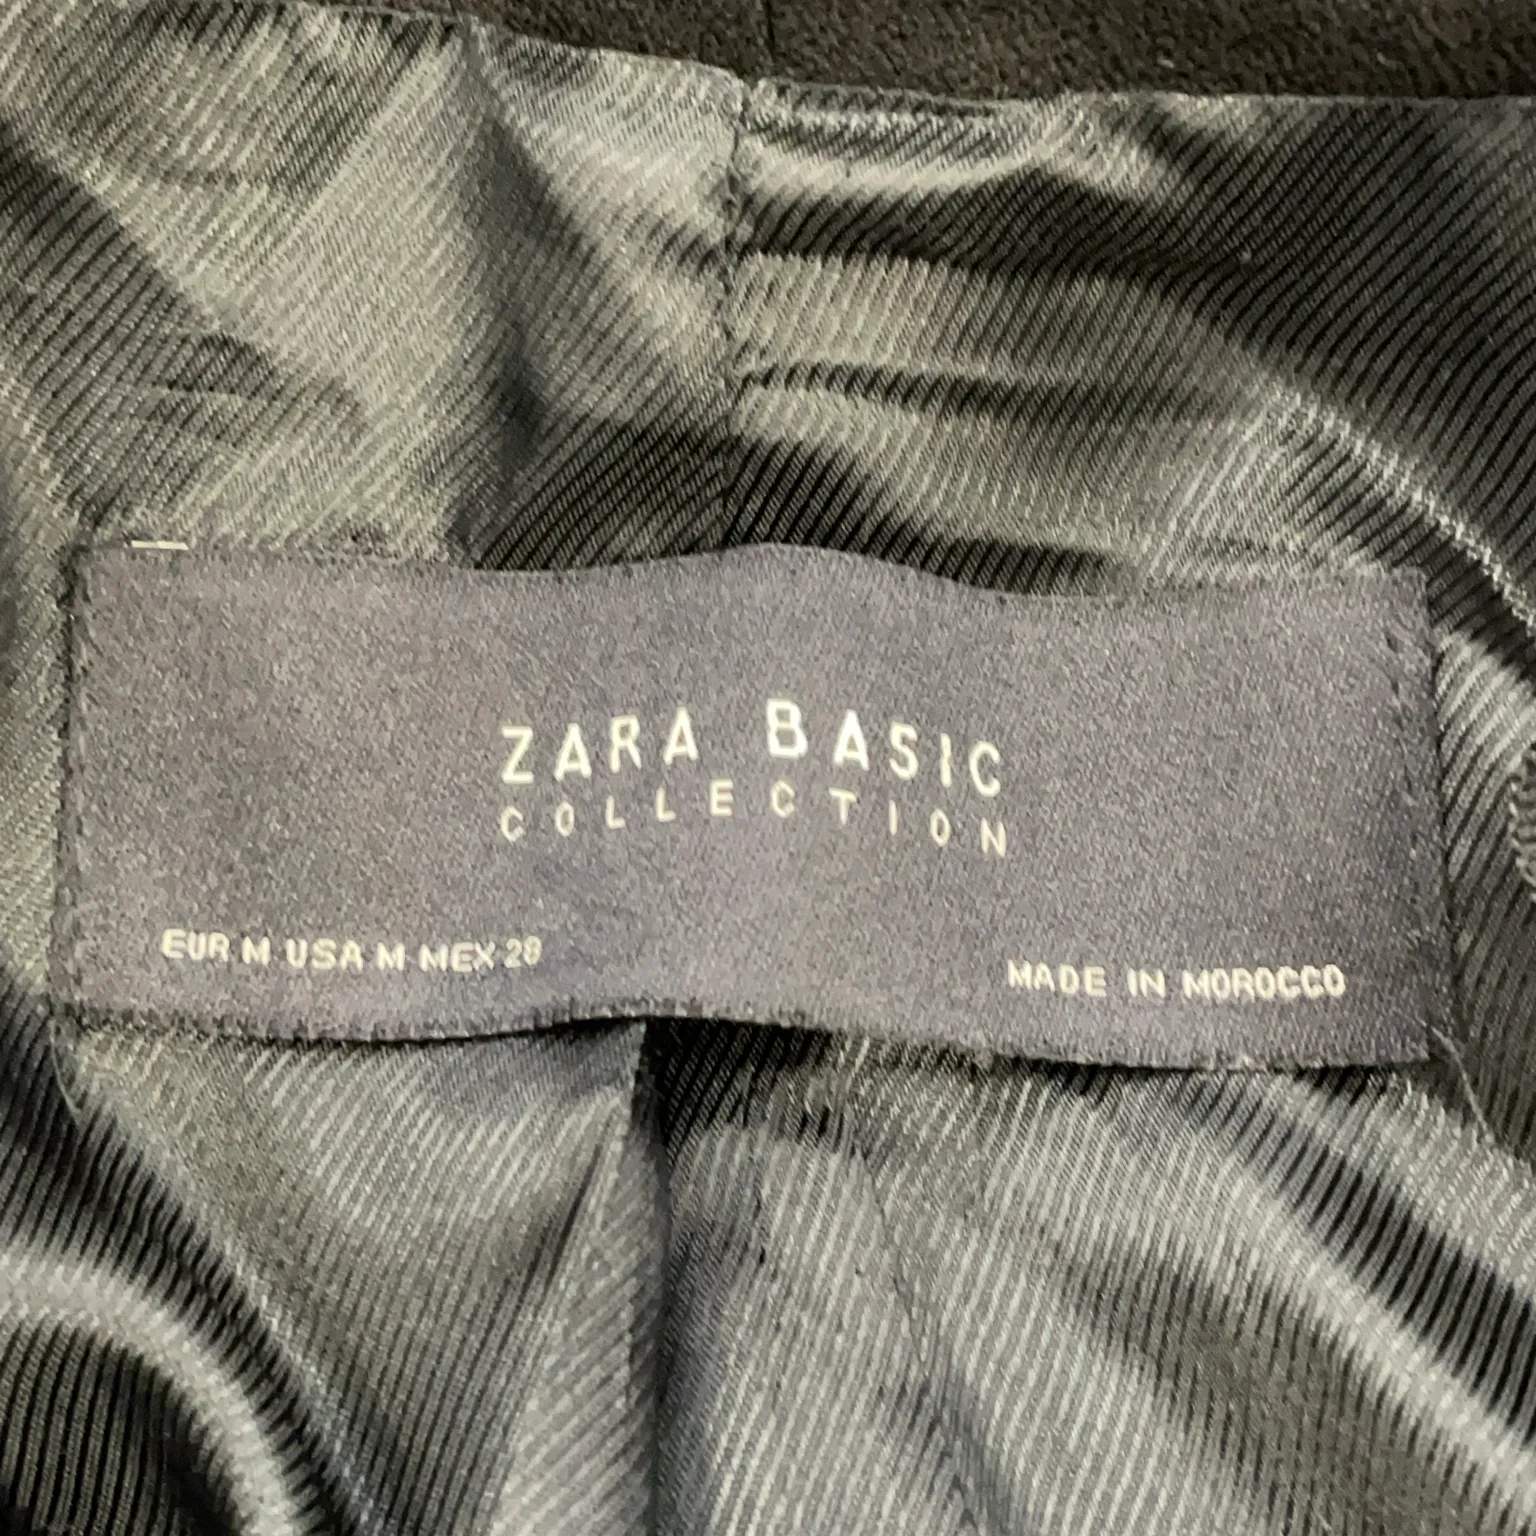 ZARA BASIC
COLLECTION
EUR M USA M MEX 28
MADE IN MOROCCO